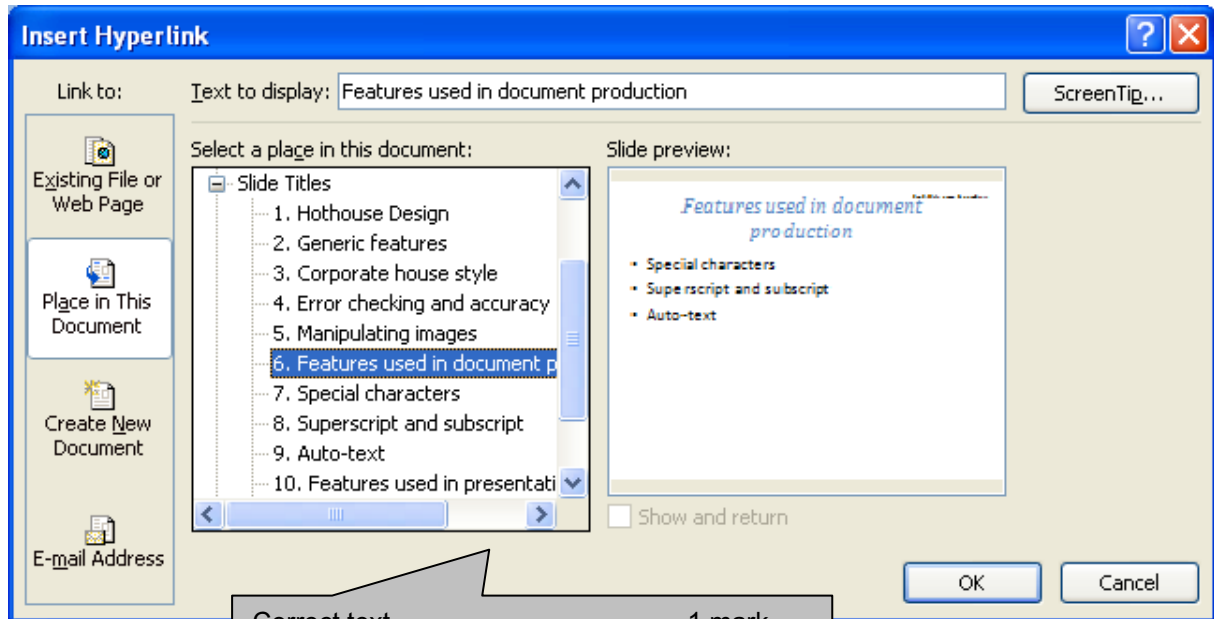 Insert Hyperlink
Link to:
Text to display: Features used in document production
ScreenTip...
Existing File or
Web Page
Place in This
Document
Create New
Document
E-mail Address
Select a place in this document:
Slide Titles
1. Hothouse Design
2. Generic features
3. Corporate house style
4. Error checking and accuracy
5. Manipulating images
6. Features used in document p
7. Special characters
8. Superscript and subscript
9. Auto-text
10. Features used in presentati
Slide preview:
Features used in document
production
• Special characters
• Superscript and subscript
• Auto-text
Show and return
OK
Cancel
Correct text 1 mark